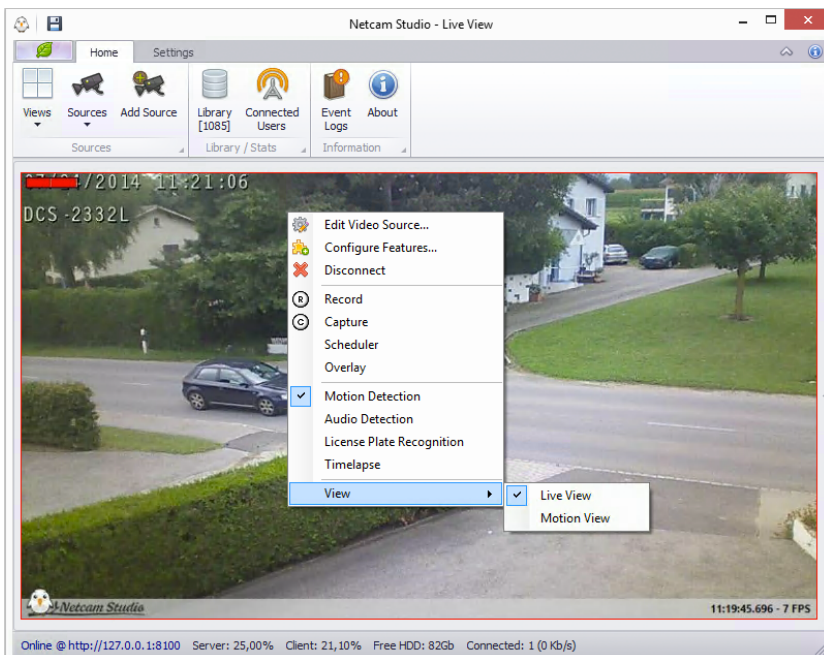 Netcam Studio - Live View
Home Settings
Views Sources Add Source Library [1085] Connected Users Event Logs About
Sources Library / Stats Information
/2014 11:21:06
DCS-2332L
Edit Video Source...
Configure Features...
Disconnect
R Record
C Capture
Scheduler
Overlay
Motion Detection
Audio Detection
License Plate Recognition
Timelapse
View Live View
Motion View
Netcam Studio
11:19:45.696 - 7 FPS
Online @ http://127.0.0.1:8100 Server: 25,00% Client: 21,10% Free HDD: 82Gb Connected: 1 (0 Kb/s)